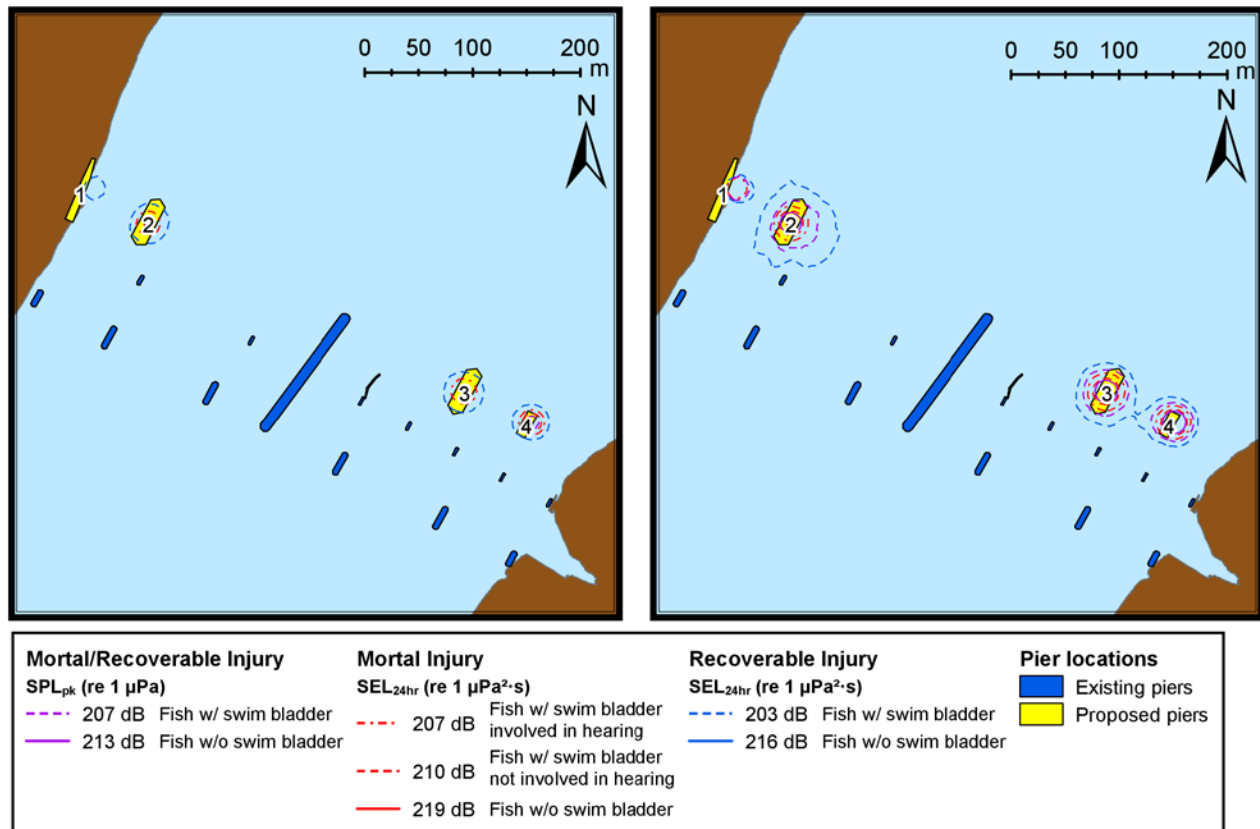 0 50 100 200
m
N
1
2
3
4
0 50 100 200
m
N
1
2
3
4
Mortal/Recoverable Injury
SPLpk (re 1 µPa)
207 dB Fish w/ swim bladder
213 dB Fish w/o swim bladder
Mortal Injury
SEL24hr (re 1 µPa²·s)
207 dB Fish w/ swim bladder
involved in hearing
210 dB Fish w/ swim bladder
not involved in hearing
219 dB Fish w/o swim bladder
Recoverable Injury
SEL24hr (re 1 µPa²·s)
203 dB Fish w/ swim bladder
216 dB Fish w/o swim bladder
Pier locations
Existing piers
Proposed piers